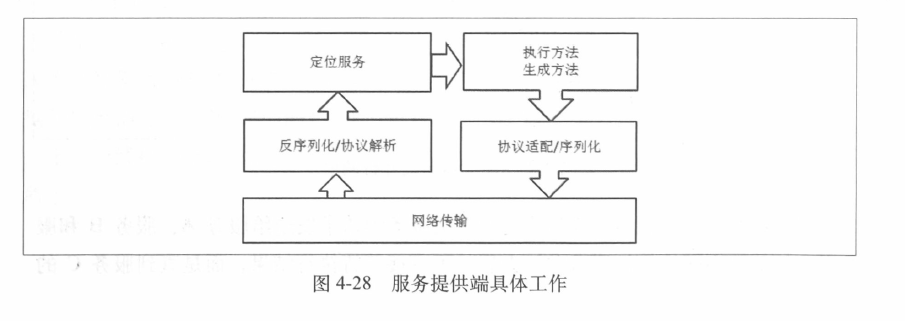 定位服务
执行方法
生成方法
反序列化/协议解析
协议适配/序列化
网络传输
图 4-28 服务提供端具体工作